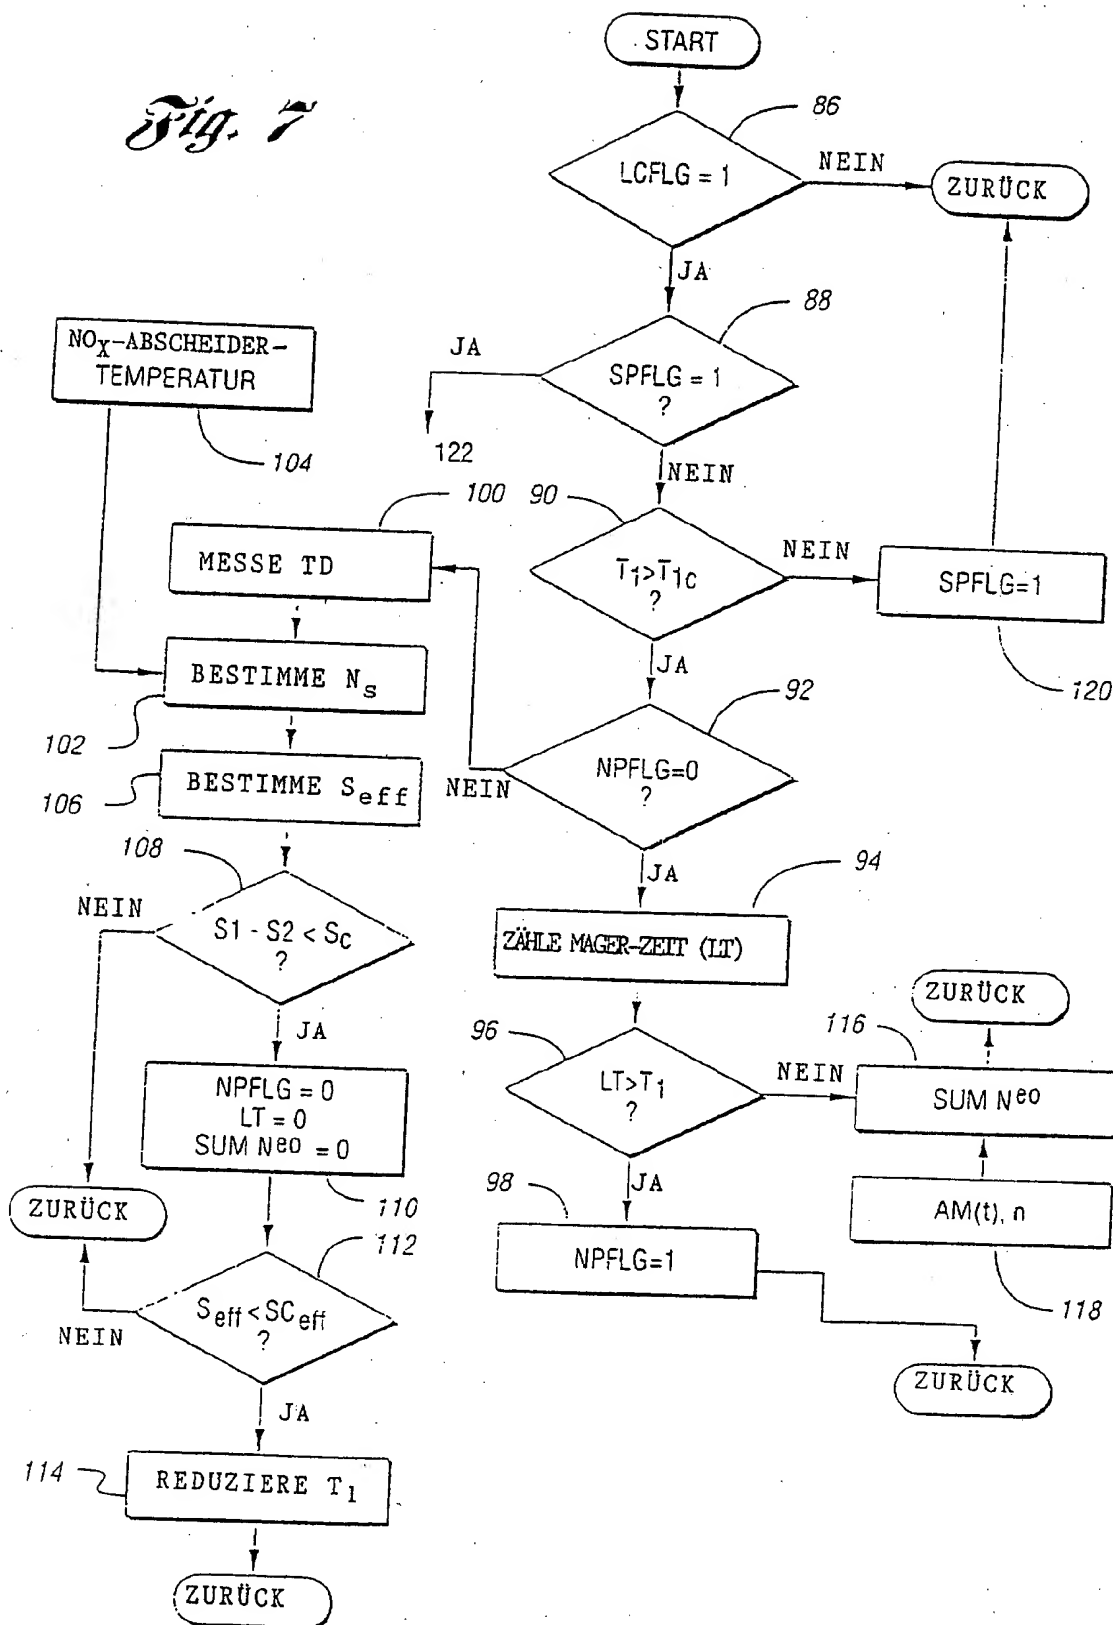 Fig. 7
START
86
LCFLG = 1
NEIN
ZURÜCK
JA
88
SPFLG = 1
?
JA
122
NEIN
NOX-ABSCHEIDER-
TEMPERATUR
104
100
90
MESSE TD
T̄1>T̄1C
?
NEIN
SPFLG=1
120
JA
BESTIMME Ns
102
92
NPFLG=0
?
NEIN
BESTIMME Seff
106
JA
108
94
S1 - S2 < SC
?
NEIN
ZÄHLE MAGER-ZEIT (LT)
JA
96
LT>T̄1
?
NEIN
ZURÜCK
116
SUM Neo
NPFLG = 0
LT = 0
SUM Neo = 0
110
JA
98
NPFLG=1
AM(t), n
118
ZURÜCK
112
Seff < SCeff
?
NEIN
ZURÜCK
JA
114
REDUZIERE T1
ZURÜCK